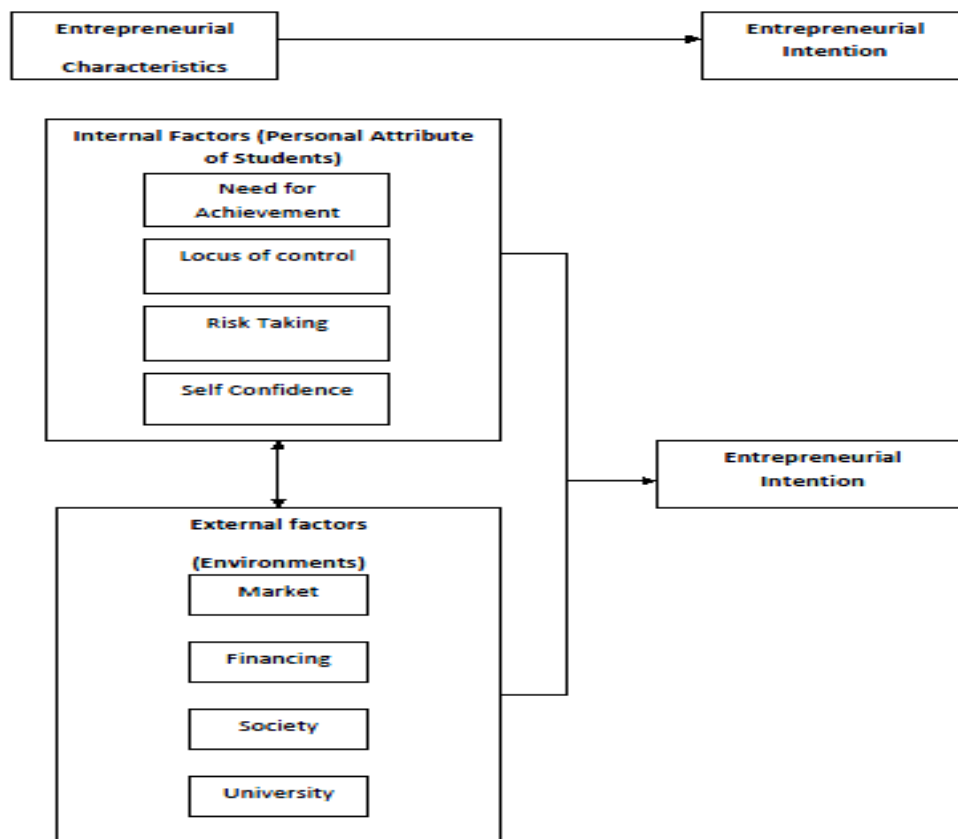 Entrepreneurial
Characteristics
Entrepreneurial
Intention
Internal Factors (Personal Attribute
of Students)
Need for
Achievement
Locus of control
Risk Taking
Self Confidence
Entrepreneurial
Intention
External factors
(Environments)
Market
Financing
Society
University